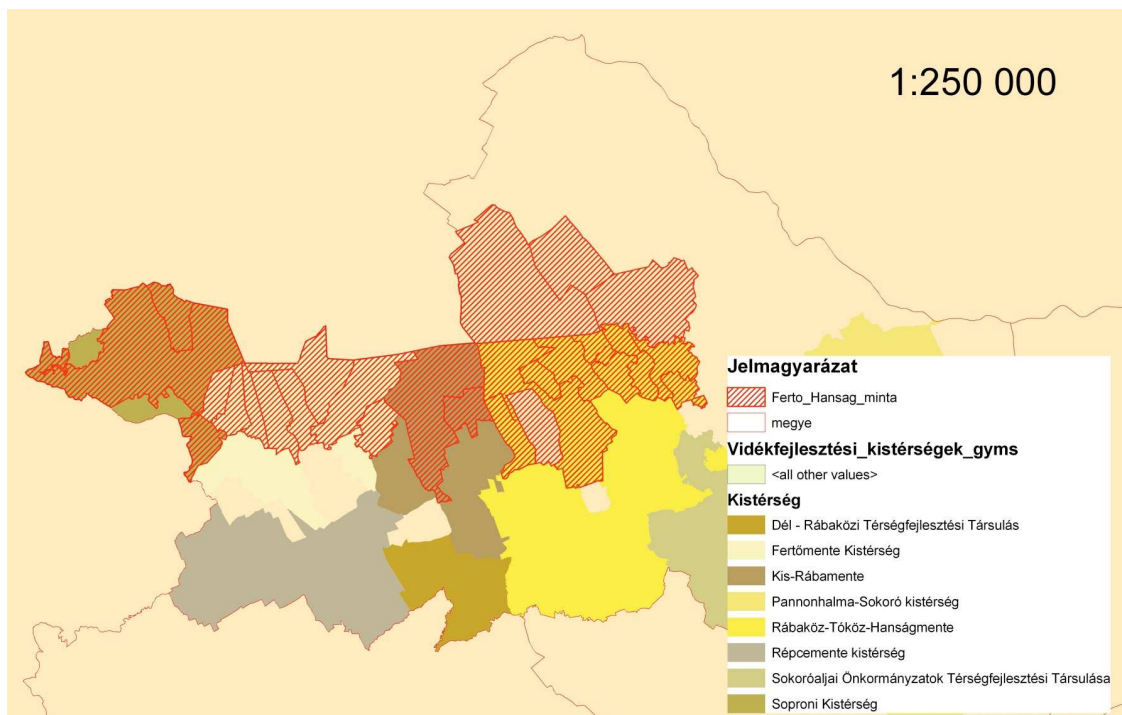 1:250 000
Jelmagyarázat
Ferto_Hansag_minta
megye
Vidékfejlesztési_kistérségek_gyms
<all other values>
Kistérség
Dél - Rábaközi Térségfejlesztési Társulás
Fertőmente Kistérség
Kis-Rábamente
Pannonhalma-Sokoró kistérség
Rábaköz-Tóköz-Hanságmente
Répcemente kistérség
Sokoróaljai Önkormányzatok Térségfejlesztési Társulása
Soproni Kistérség